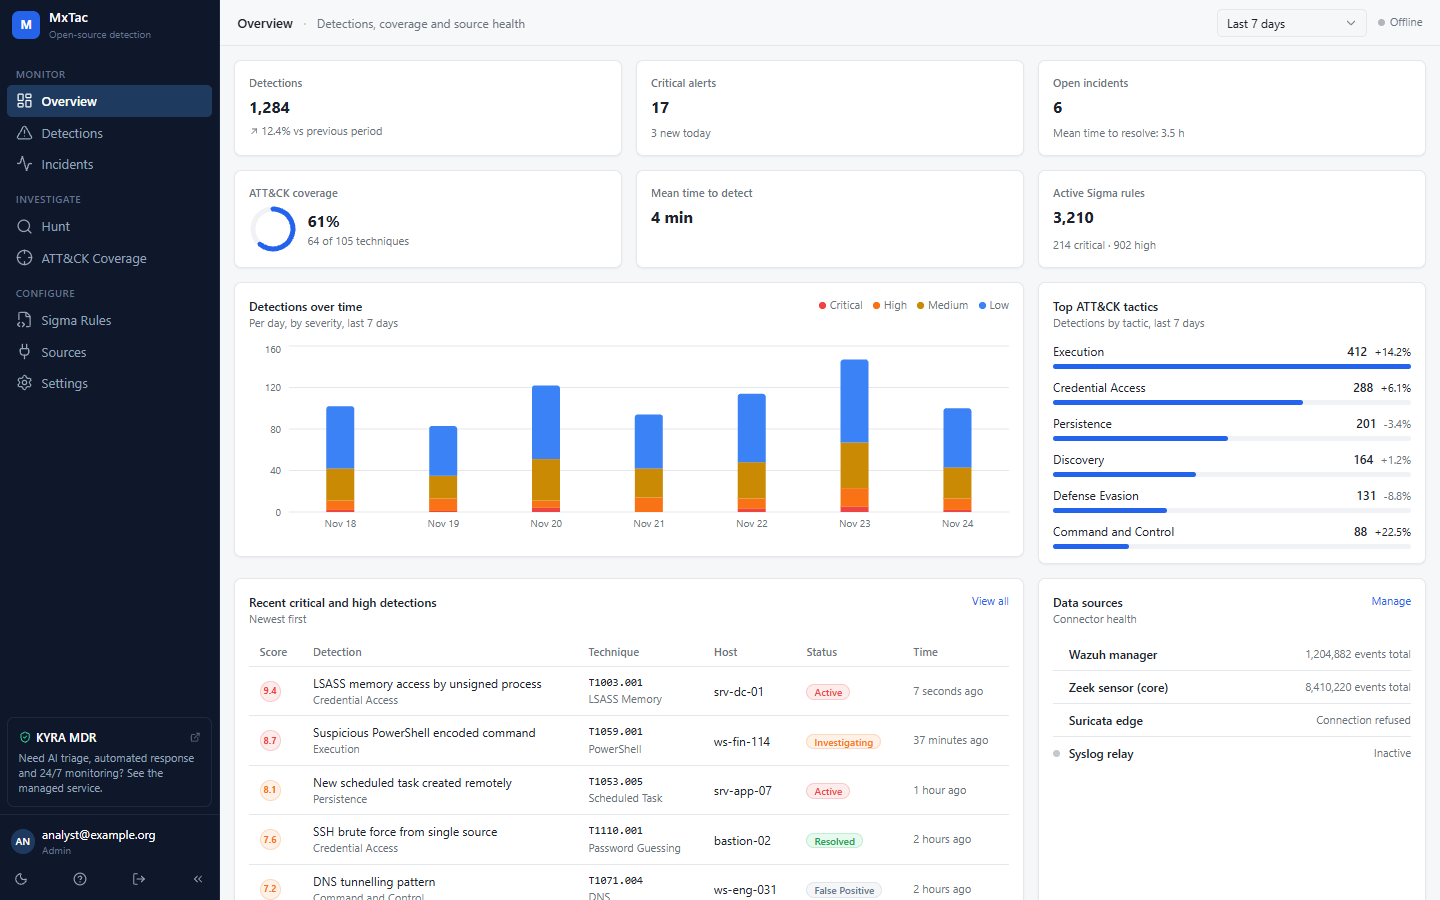 M MxTac
Open-source detection
MONITOR
Overview
Detections
Incidents
INVESTIGATE
Hunt
ATT&CK Coverage
CONFIGURE
Sigma Rules
Sources
Settings
KYRA MDR
Need AI triage, automated response
and 24/7 monitoring? See the
managed service.
AN analyst@example.org
Admin
Overview · Detections, coverage and source health
Last 7 days
Offline
Detections
1,284
↗ 12.4% vs previous period
Critical alerts
17
3 new today
Open incidents
6
Mean time to resolve: 3.5 h
ATT&CK coverage
61%
64 of 105 techniques
Mean time to detect
4 min
Active Sigma rules
3,210
214 critical · 902 high
Detections over time
Per day, by severity, last 7 days
Critical High Medium Low
160
120
80
40
0
Nov 18 Nov 19 Nov 20 Nov 21 Nov 22 Nov 23 Nov 24
Top ATT&CK tactics
Detections by tactic, last 7 days
Execution 412 +14.2%
Credential Access 288 +6.1%
Persistence 201 -3.4%
Discovery 164 +1.2%
Defense Evasion 131 -8.8%
Command and Control 88 +22.5%
Recent critical and high detections
View all
Newest first
Score Detection Technique Host Status Time
9.4 LSASS memory access by unsigned process T1003.001 srv-dc-01 Active 7 seconds ago
Credential Access LSASS Memory
8.7 Suspicious PowerShell encoded command T1059.001 ws-fin-114 Investigating 37 minutes ago
Execution PowerShell
8.1 New scheduled task created remotely T1053.005 srv-app-07 Active 1 hour ago
Persistence Scheduled Task
7.6 SSH brute force from single source T1110.001 bastion-02 Resolved 2 hours ago
Credential Access Password Guessing
7.2 DNS tunnelling pattern T1071.004 ws-eng-031 False Positive 2 hours ago
Command and Control DNS
Data sources
Manage
Connector health
Wazuh manager 1,204,882 events total
Zeek sensor (core) 8,410,220 events total
Suricata edge Connection refused
Syslog relay Inactive